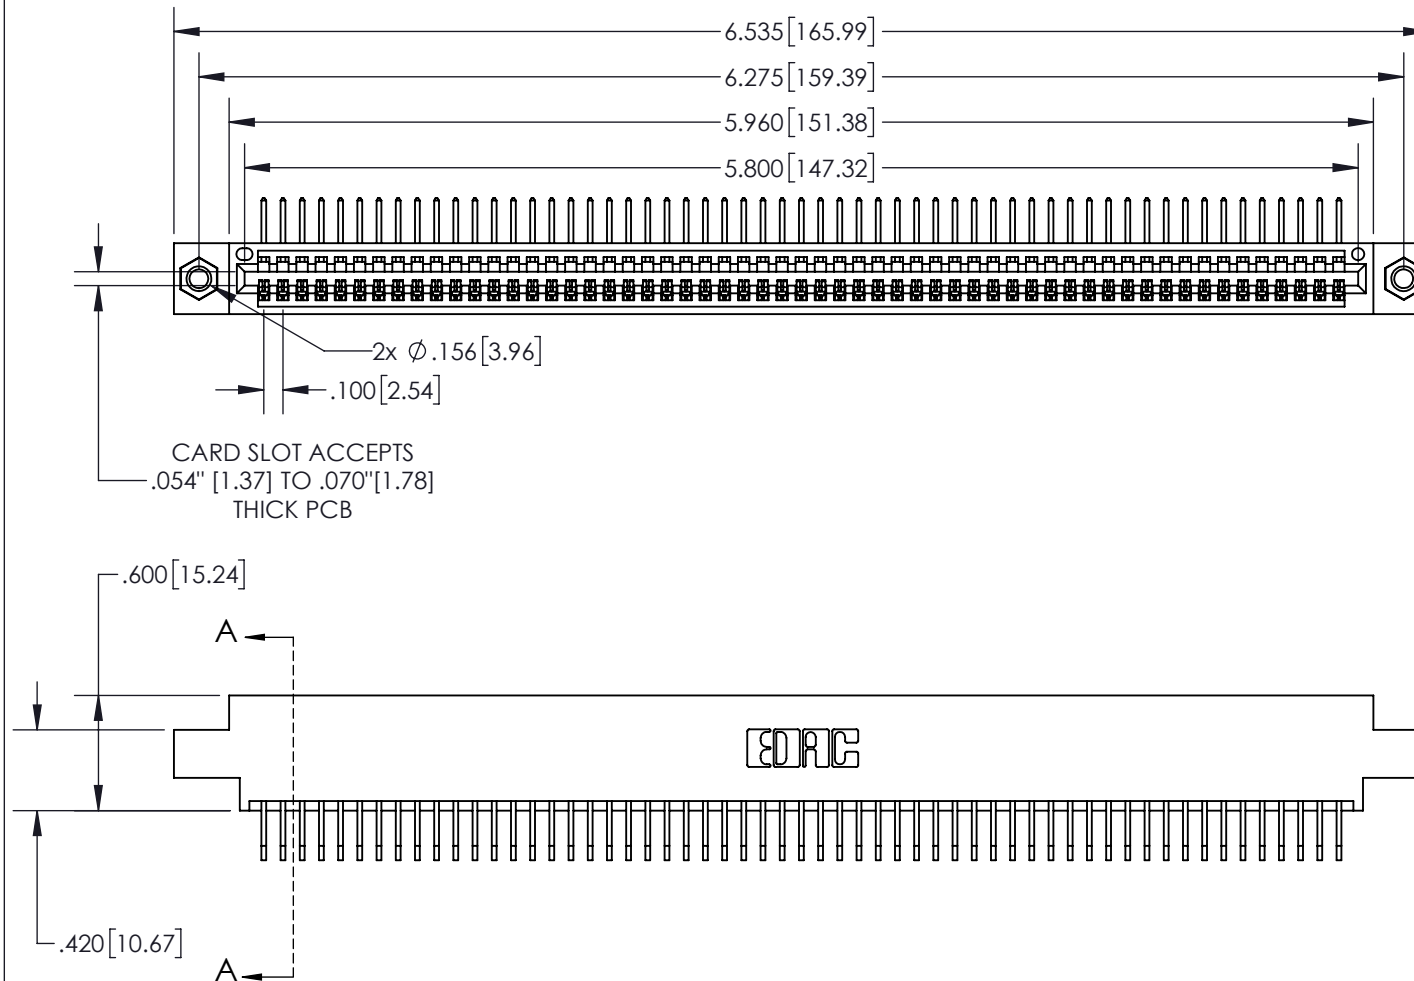 6.535[165.99]
6.275[159.39]
5.960[151.38]
5.800[147.32]
2x ∅.156[3.96]
.100[2.54]
CARD SLOT ACCEPTS
.054" [1.37] TO .070"[1.78]
THICK PCB
.600[15.24]
A
EDAC
.420[10.67]
A